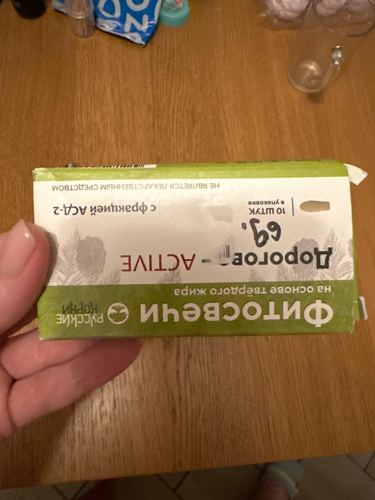 Фитосвечи
на основе твёрдого жира
РУССКИЕ
КОРНИ
Дорогов - ACTIVE
69.
10 ШТУК
в упаковке
с фракцией АСД-2
НЕ ЯВЛЯЕТСЯ ЛЕКАРСТВЕННЫМ СРЕДСТВОМ